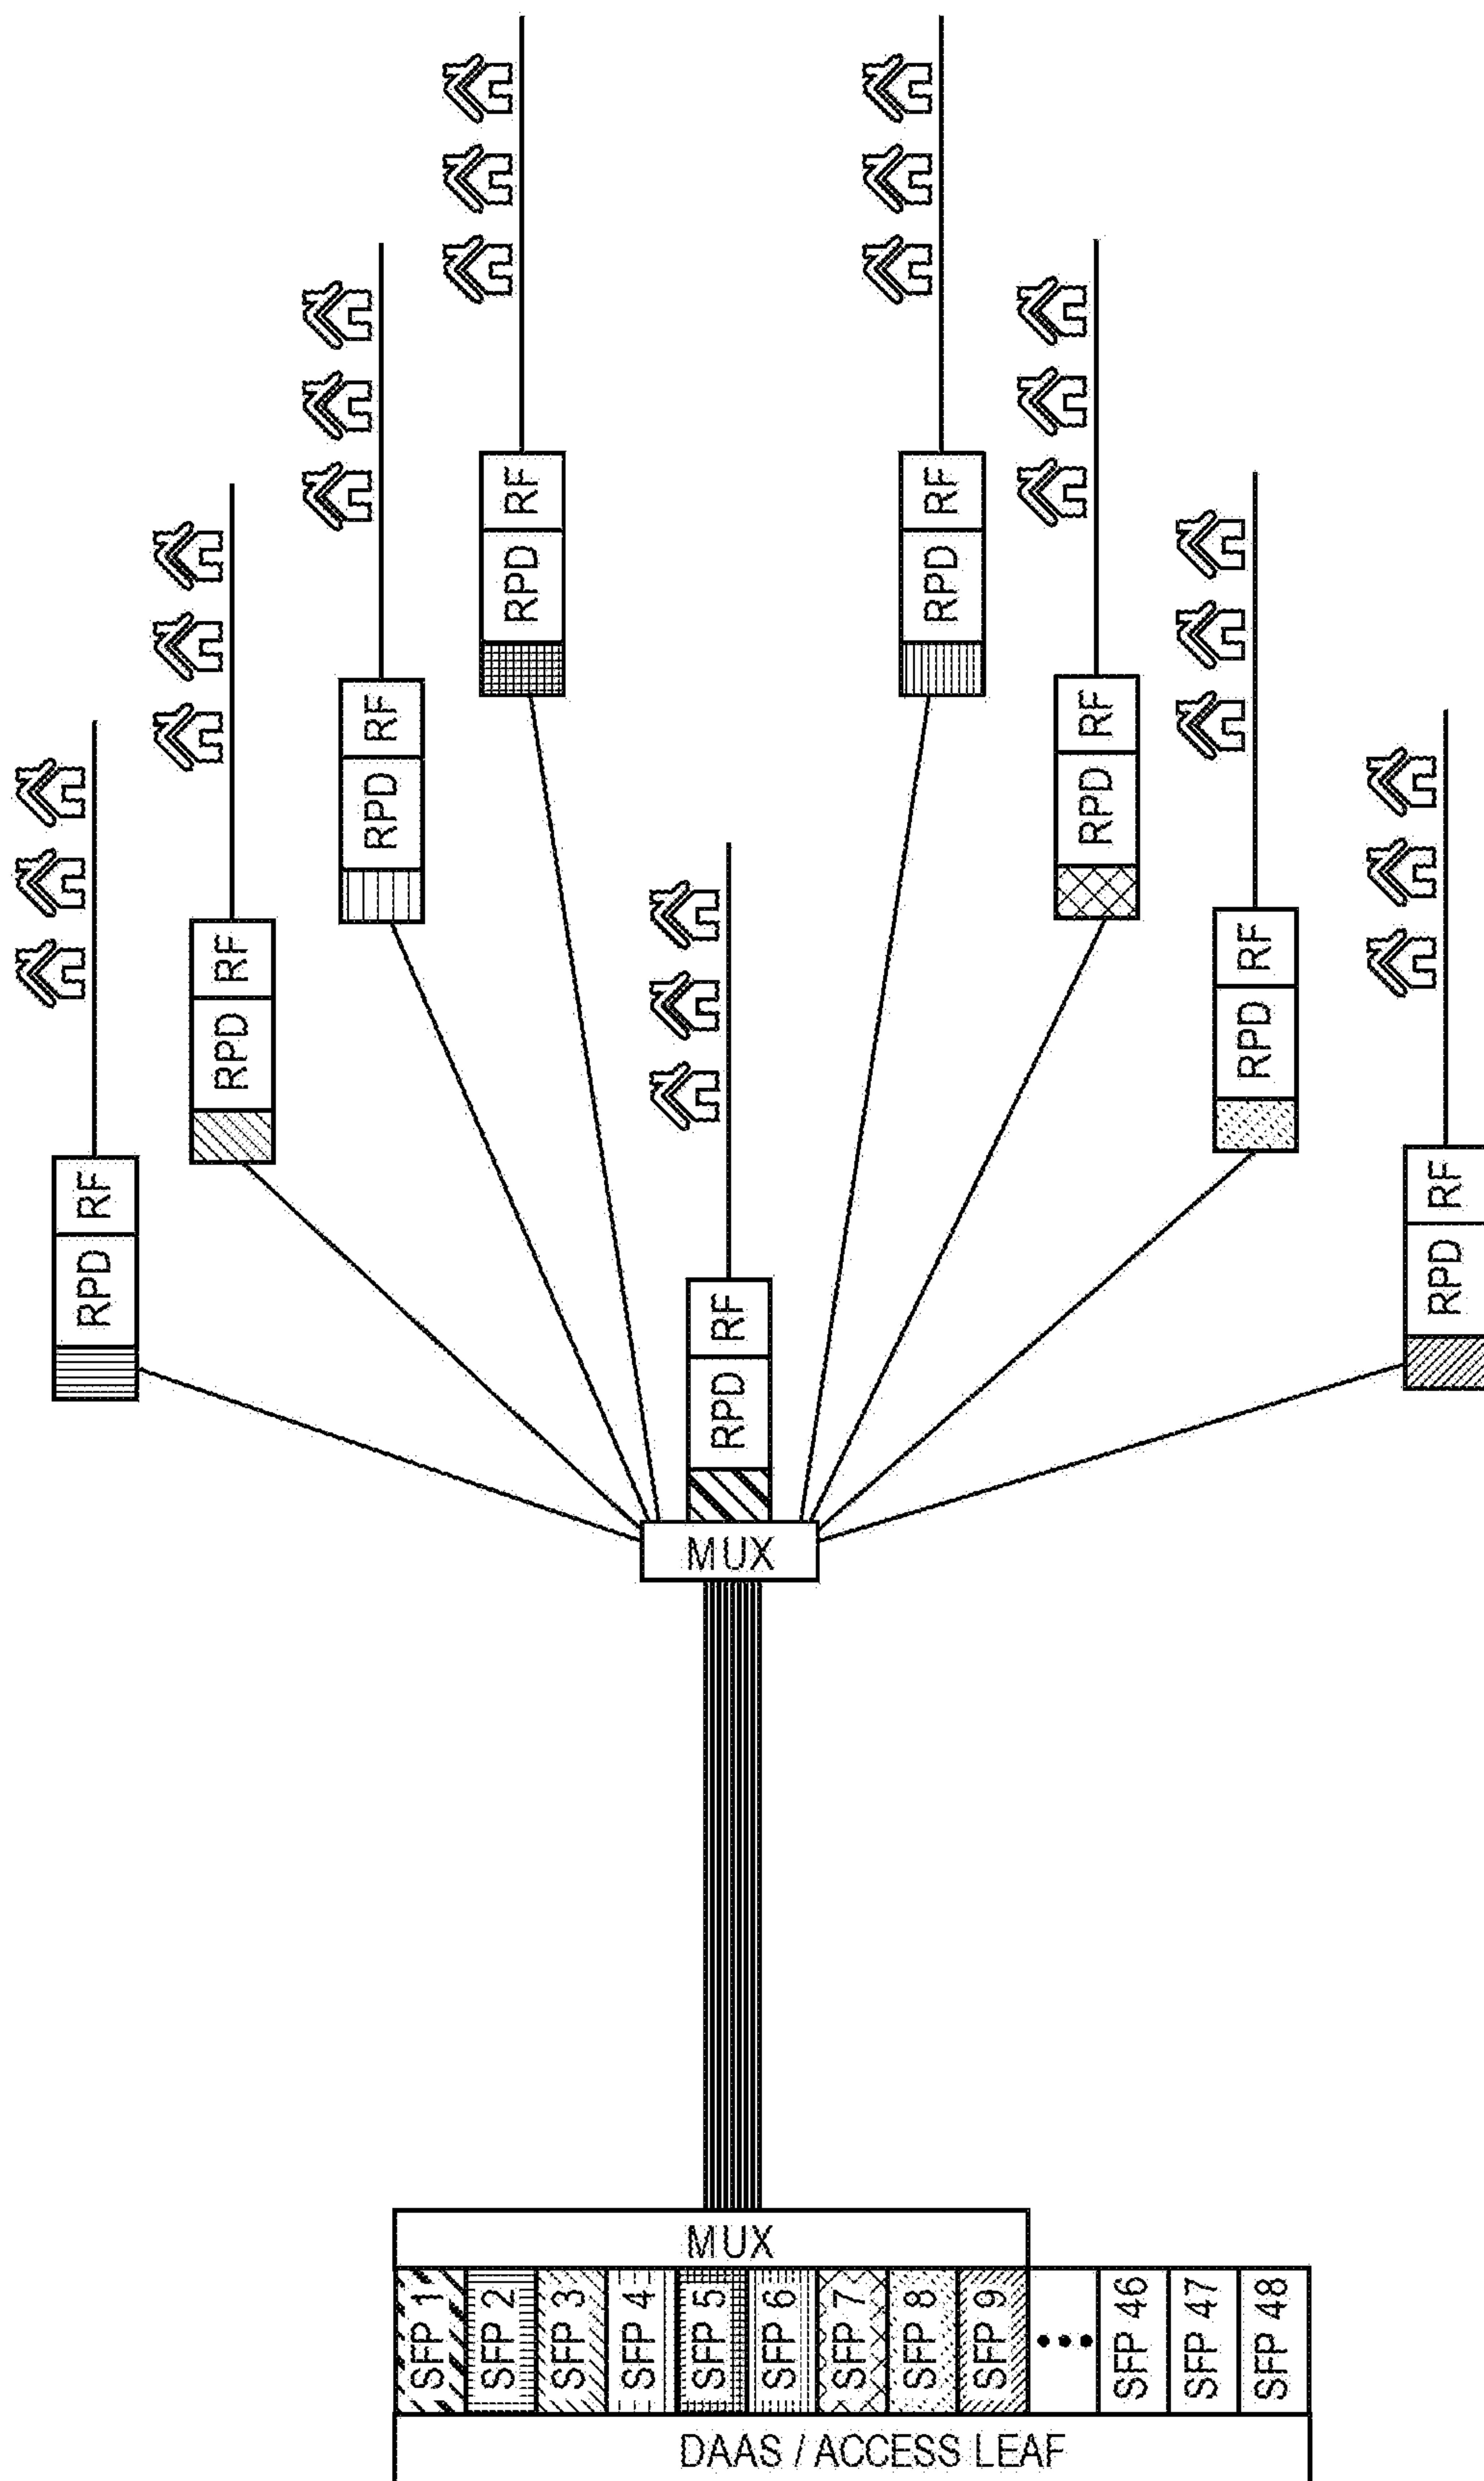 DAAS / ACCESS LEAF
SFP 1
SFP 2
SFP 3
SFP 4
SFP 5
SFP 6
SFP 7
SFP 8
SFP 9
SFP 46
SFP 47
SFP 48
MUX
MUX
RPD RF
RPD RF
RPD RF
RPD RF
RPD RF
RPD RF
RPD RF
RPD RF
RPD RF